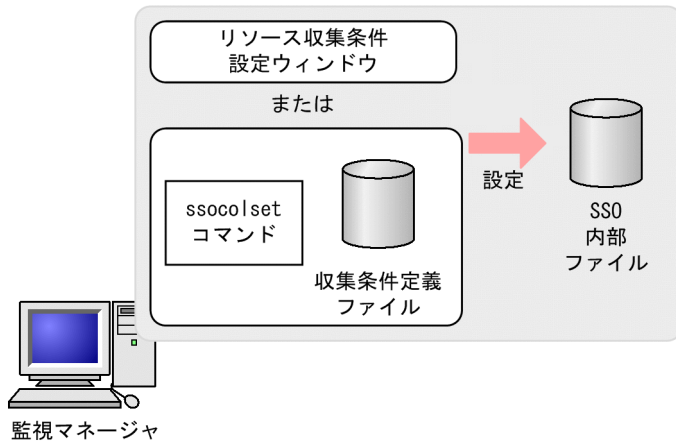 リソース収集条件
設定ウィンドウ
または
ssocolset
コマンド
収集条件定義
ファイル
設定
SSO
内部
ファイル
監視マネージャ